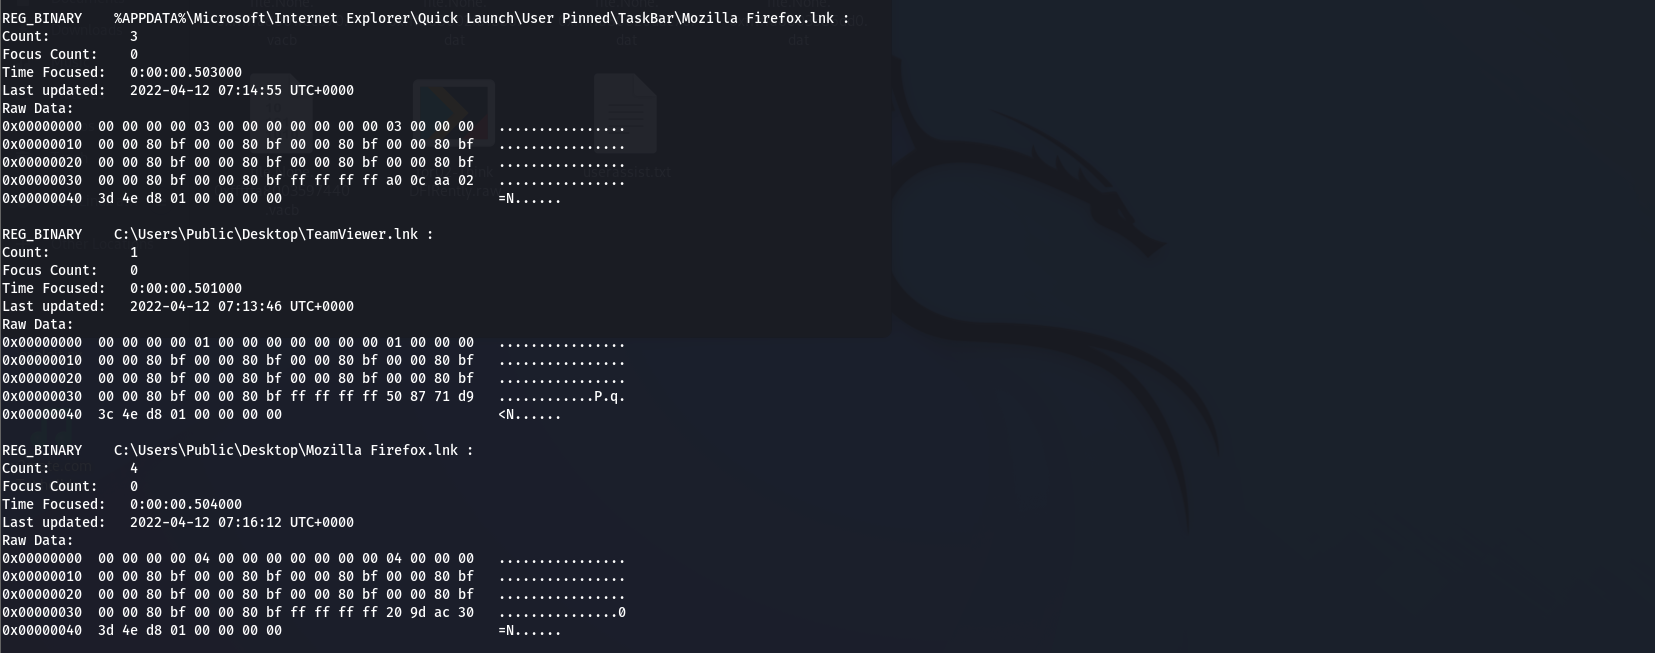 REG_BINARY    %APPDATA%\Microsoft\Internet Explorer\Quick Launch\User Pinned\TaskBar\Mozilla Firefox.lnk :
Count:          3
Focus Count:    0
Time Focused:   0:00:00.503000
Last updated:   2022-04-12 07:14:55 UTC+0000
Raw Data:
0x00000000  00 00 00 00 03 00 00 00 00 00 00 00 03 00 00 00   ................
0x00000010  00 00 80 bf 00 00 80 bf 00 00 80 bf 00 00 80 bf   ................
0x00000020  00 00 80 bf 00 00 80 bf 00 00 80 bf 00 00 80 bf   ................
0x00000030  00 00 80 bf 00 00 80 bf ff ff ff ff a0 0c aa 02   ................
0x00000040  3d 4e d8 01 00 00 00 00                           =N......
REG_BINARY    C:\Users\Public\Desktop\TeamViewer.lnk :
Count:          1
Focus Count:    0
Time Focused:   0:00:00.501000
Last updated:   2022-04-12 07:13:46 UTC+0000
Raw Data:
0x00000000  00 00 00 00 01 00 00 00 00 00 00 00 01 00 00 00   ................
0x00000010  00 00 80 bf 00 00 80 bf 00 00 80 bf 00 00 80 bf   ................
0x00000020  00 00 80 bf 00 00 80 bf 00 00 80 bf 00 00 80 bf   ................
0x00000030  00 00 80 bf 00 00 80 bf ff ff ff ff 50 87 71 d9   ............P.q.
0x00000040  3c 4e d8 01 00 00 00 00                           <N......
REG_BINARY    C:\Users\Public\Desktop\Mozilla Firefox.lnk :
Count:          4
Focus Count:    0
Time Focused:   0:00:00.504000
Last updated:   2022-04-12 07:16:12 UTC+0000
Raw Data:
0x00000000  00 00 00 00 04 00 00 00 00 00 00 00 04 00 00 00   ................
0x00000010  00 00 80 bf 00 00 80 bf 00 00 80 bf 00 00 80 bf   ................
0x00000020  00 00 80 bf 00 00 80 bf 00 00 80 bf 00 00 80 bf   ................
0x00000030  00 00 80 bf 00 00 80 bf ff ff ff ff 20 9d ac 30   ...............0
0x00000040  3d 4e d8 01 00 00 00 00                           =N......
userassist.txt